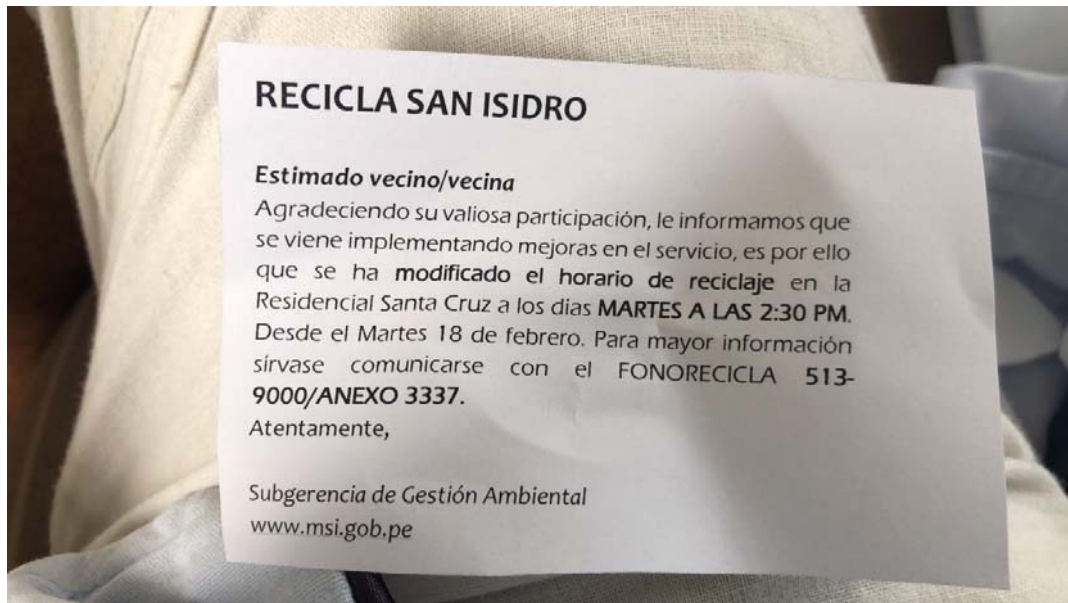 RECICLA SAN ISIDRO
Estimado vecino/vecina
Agradeciendo su valiosa participación, le informamos que
se viene implementando mejoras en el servicio, es por ello
que se ha modificado el horario de reciclaje en la
Residencial Santa Cruz a los dias MARTES A LAS 2:30 PM.
Desde el Martes 18 de febrero. Para mayor información
sírvase comunicarse con el FONORECICLA 513-
9000/ANEXO 3337.
Atentamente,
Subgerencia de Gestión Ambiental
www.msi.gob.pe